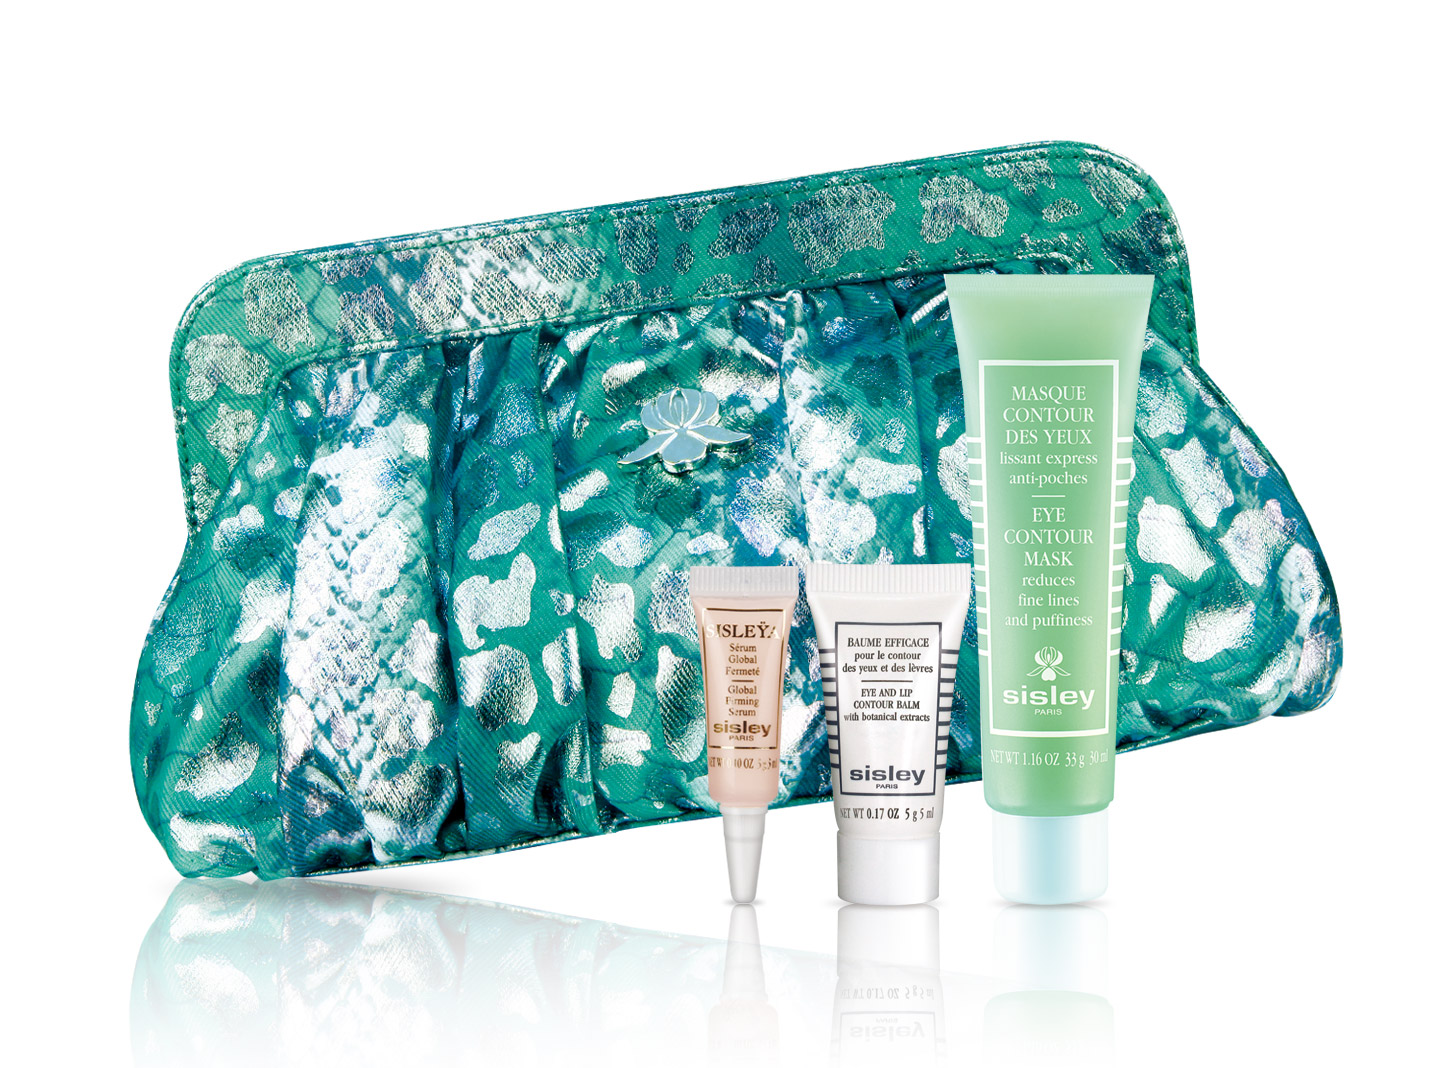 SISLEŸA
Sérum
Global
Fermeté
Global
Firming
Serum
sisley
PARIS
BAUME EFFICACE
pour le contour
des yeux et des lèvres
EYE AND LIP
CONTOUR BALM
with botanical extracts
sisley
PARIS
NET WT 0.17 OZ 5 g 5 ml
MASQUE
CONTOUR
DES YEUX
lissant express
anti-poches
EYE
CONTOUR
MASK
reduces
fine lines
and puffiness
sisley
PARIS
NET WT 1.16 OZ 33 g 30 ml